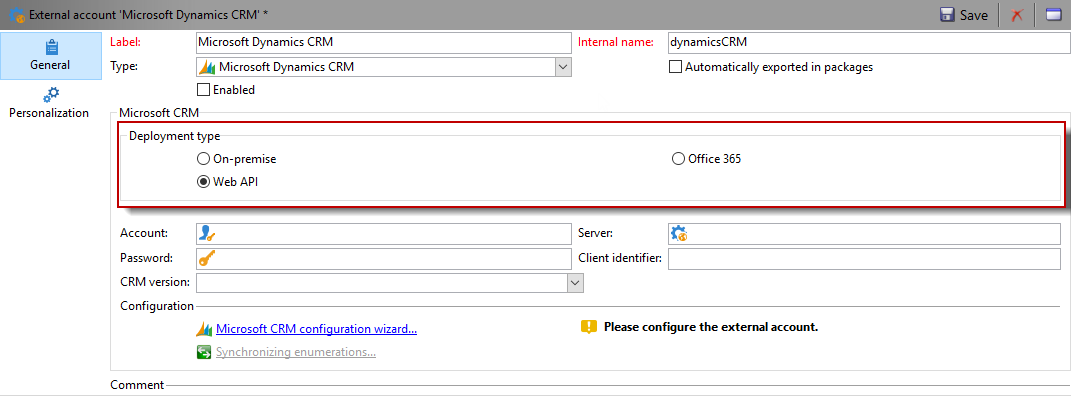 External account 'Microsoft Dynamics CRM' *
Save
General
Personalization
Label: Microsoft Dynamics CRM Internal name: dynamicsCRM
Type: Microsoft Dynamics CRM Automatically exported in packages
Enabled
Microsoft CRM
Deployment type
On-premise Office 365
Web API
Account: Server:
Password: Client identifier:
CRM version:
Configuration
Microsoft CRM configuration wizard... Please configure the external account.
Synchronizing enumerations...
Comment